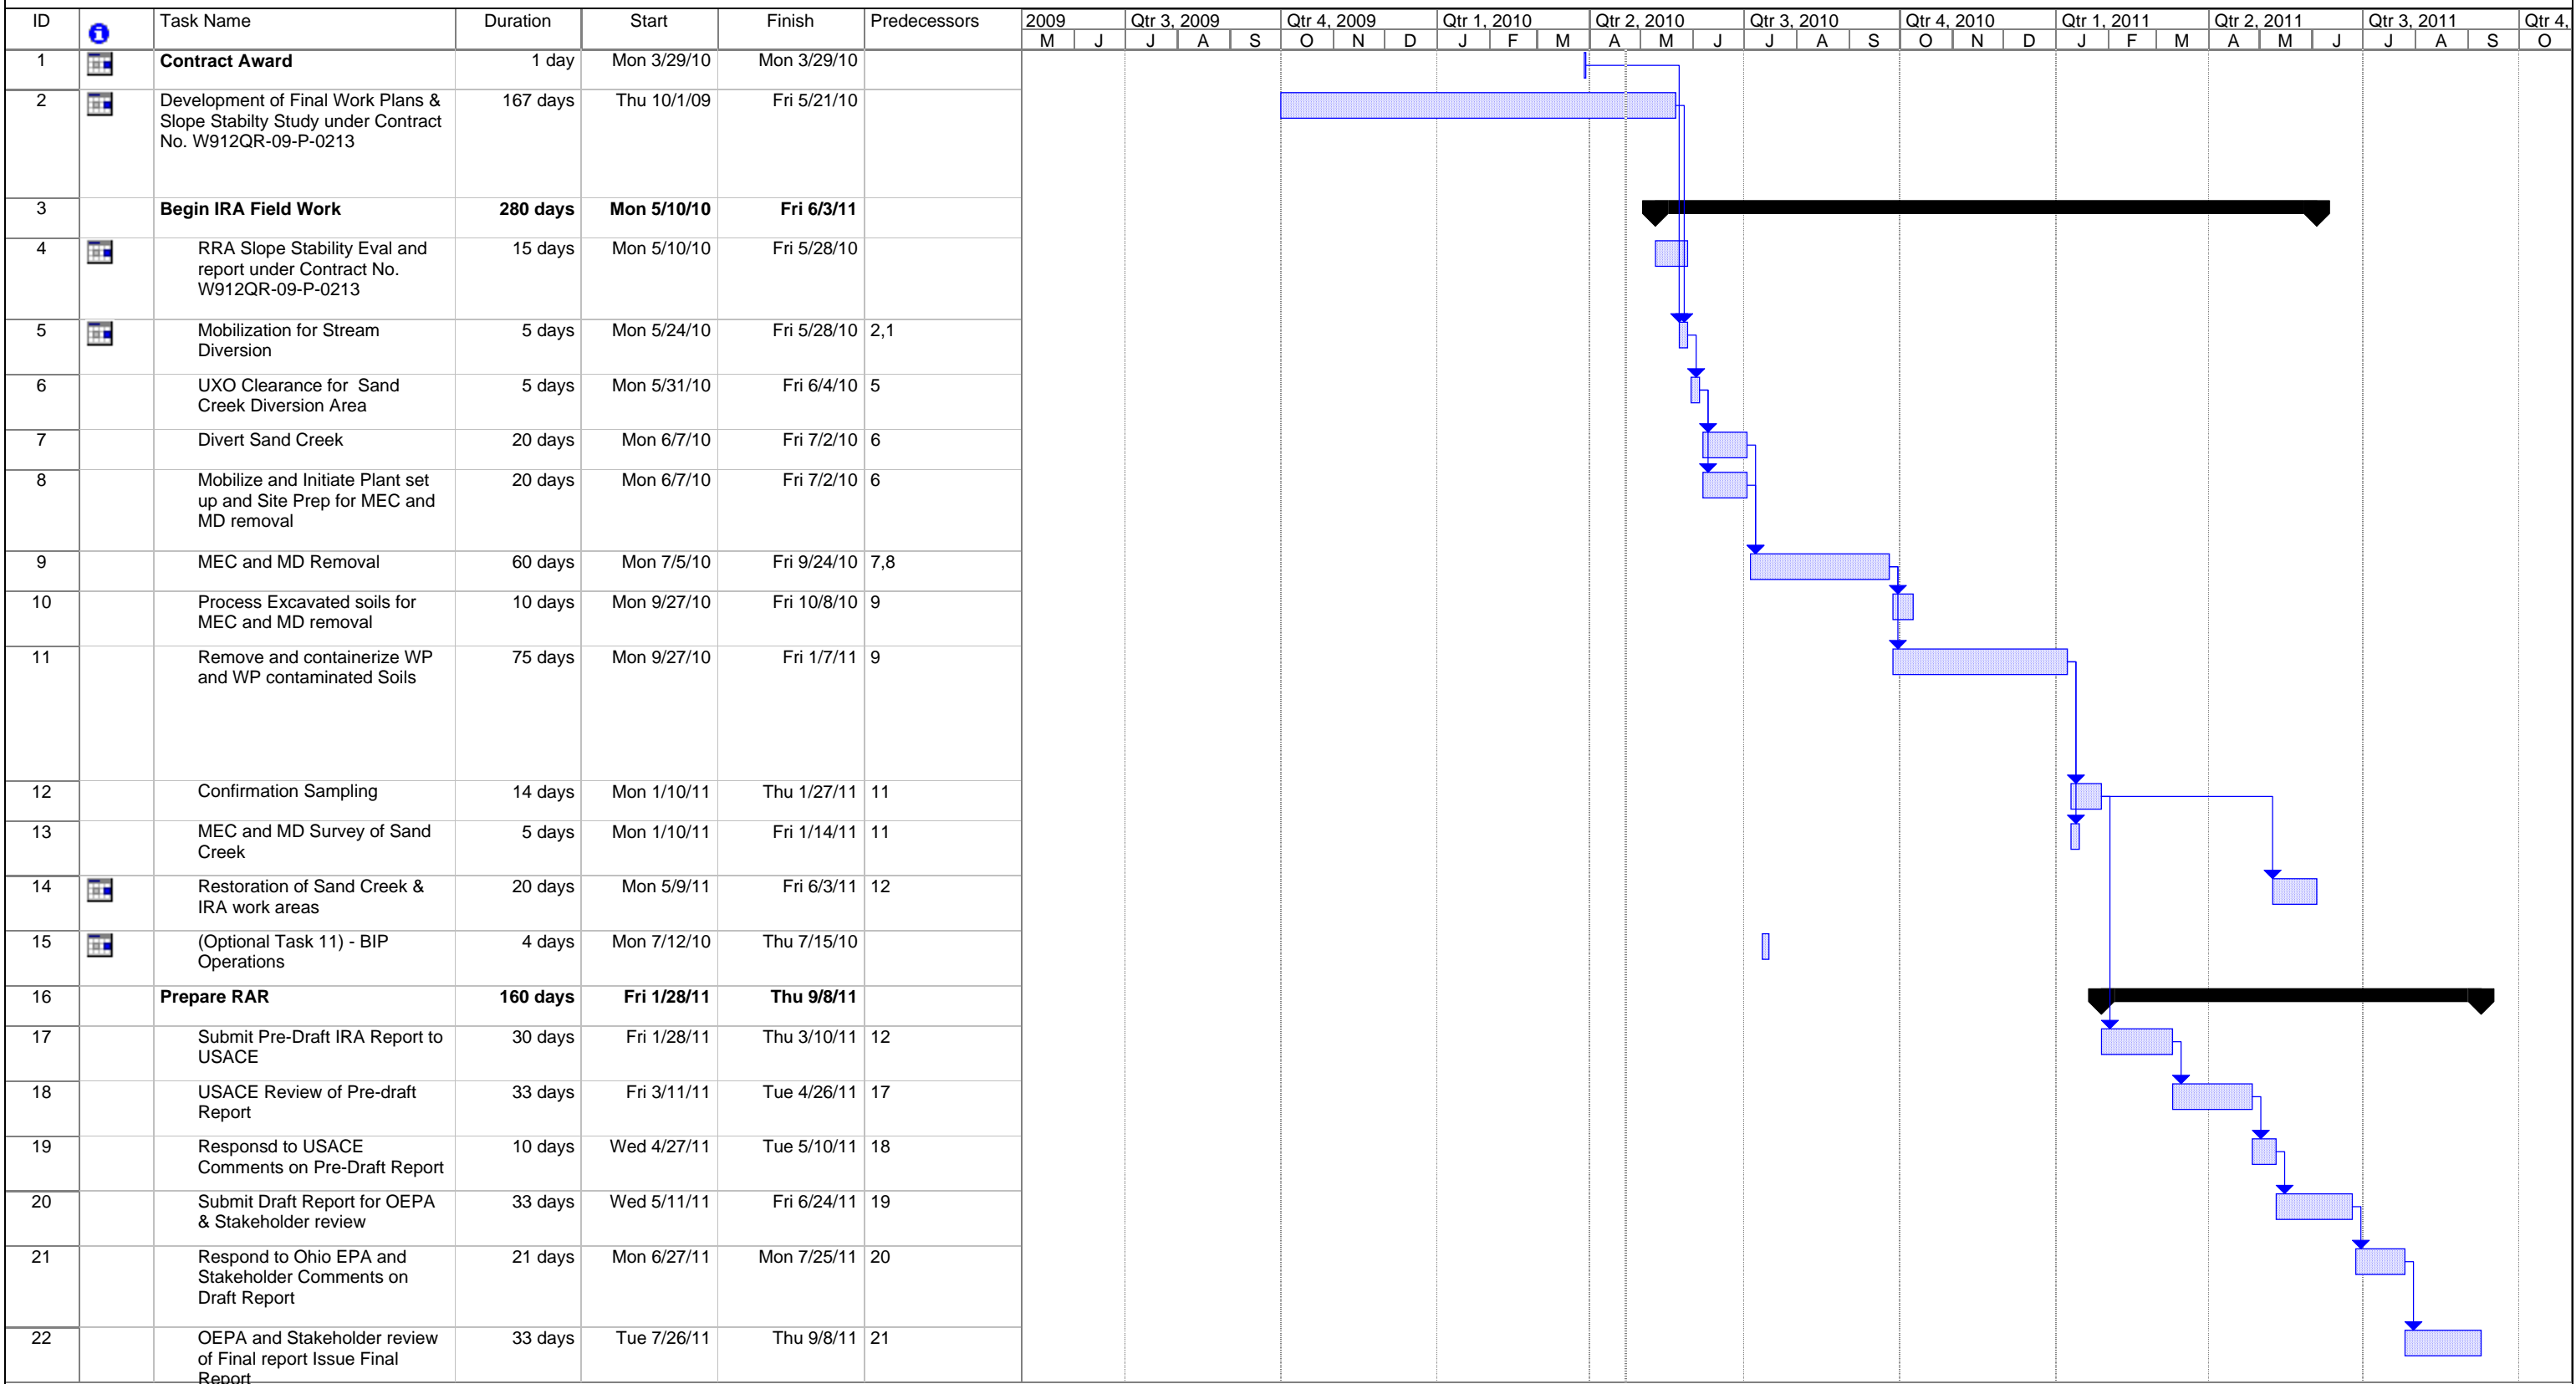 ID Task Name Duration Start Finish Predecessors 2009 Qtr 3, 2009 Qtr 4, 2009 Qtr 1, 2010 Qtr 2, 2010 Qtr 3, 2010 Qtr 4, 2010 Qtr 1, 2011 Qtr 2, 2011 Qtr 3, 2011 Qtr 4,
M J J A S O N D J F M A M J J A S O N D J F M A M J J A S O
1 Contract Award 1 day Mon 3/29/10 Mon 3/29/10
2 Development of Final Work Plans & 167 days Thu 10/1/09 Fri 5/21/10
Slope Stabilty Study under Contract
No. W912QR-09-P-0213
3 Begin IRA Field Work 280 days Mon 5/10/10 Fri 6/3/11
4 RRA Slope Stability Eval and 15 days Mon 5/10/10 Fri 5/28/10
report under Contract No.
W912QR-09-P-0213
5 Mobilization for Stream 5 days Mon 5/24/10 Fri 5/28/10 2,1
Diversion
6 UXO Clearance for Sand 5 days Mon 5/31/10 Fri 6/4/10 5
Creek Diversion Area
7 Divert Sand Creek 20 days Mon 6/7/10 Fri 7/2/10 6
8 Mobilize and Initiate Plant set 20 days Mon 6/7/10 Fri 7/2/10 6
up and Site Prep for MEC and
MD removal
9 MEC and MD Removal 60 days Mon 7/5/10 Fri 9/24/10 7,8
10 Process Excavated soils for 10 days Mon 9/27/10 Fri 10/8/10 9
MEC and MD removal
11 Remove and containerize WP 75 days Mon 9/27/10 Fri 1/7/11 9
and WP contaminated Soils
12 Confirmation Sampling 14 days Mon 1/10/11 Thu 1/27/11 11
13 MEC and MD Survey of Sand 5 days Mon 1/10/11 Fri 1/14/11 11
Creek
14 Restoration of Sand Creek & 20 days Mon 5/9/11 Fri 6/3/11 12
IRA work areas
15 (Optional Task 11) - BIP 4 days Mon 7/12/10 Thu 7/15/10
Operations
16 Prepare RAR 160 days Fri 1/28/11 Thu 9/8/11
17 Submit Pre-Draft IRA Report to 30 days Fri 1/28/11 Thu 3/10/11 12
USACE
18 USACE Review of Pre-draft 33 days Fri 3/11/11 Tue 4/26/11 17
Report
19 Responsd to USACE 10 days Wed 4/27/11 Tue 5/10/11 18
Comments on Pre-Draft Report
20 Submit Draft Report for OEPA 33 days Wed 5/11/11 Fri 6/24/11 19
& Stakeholder review
21 Respond to Ohio EPA and 21 days Mon 6/27/11 Mon 7/25/11 20
Stakeholder Comments on
Draft Report
22 OEPA and Stakeholder review 33 days Tue 7/26/11 Thu 9/8/11 21
of Final report Issue Final
Report